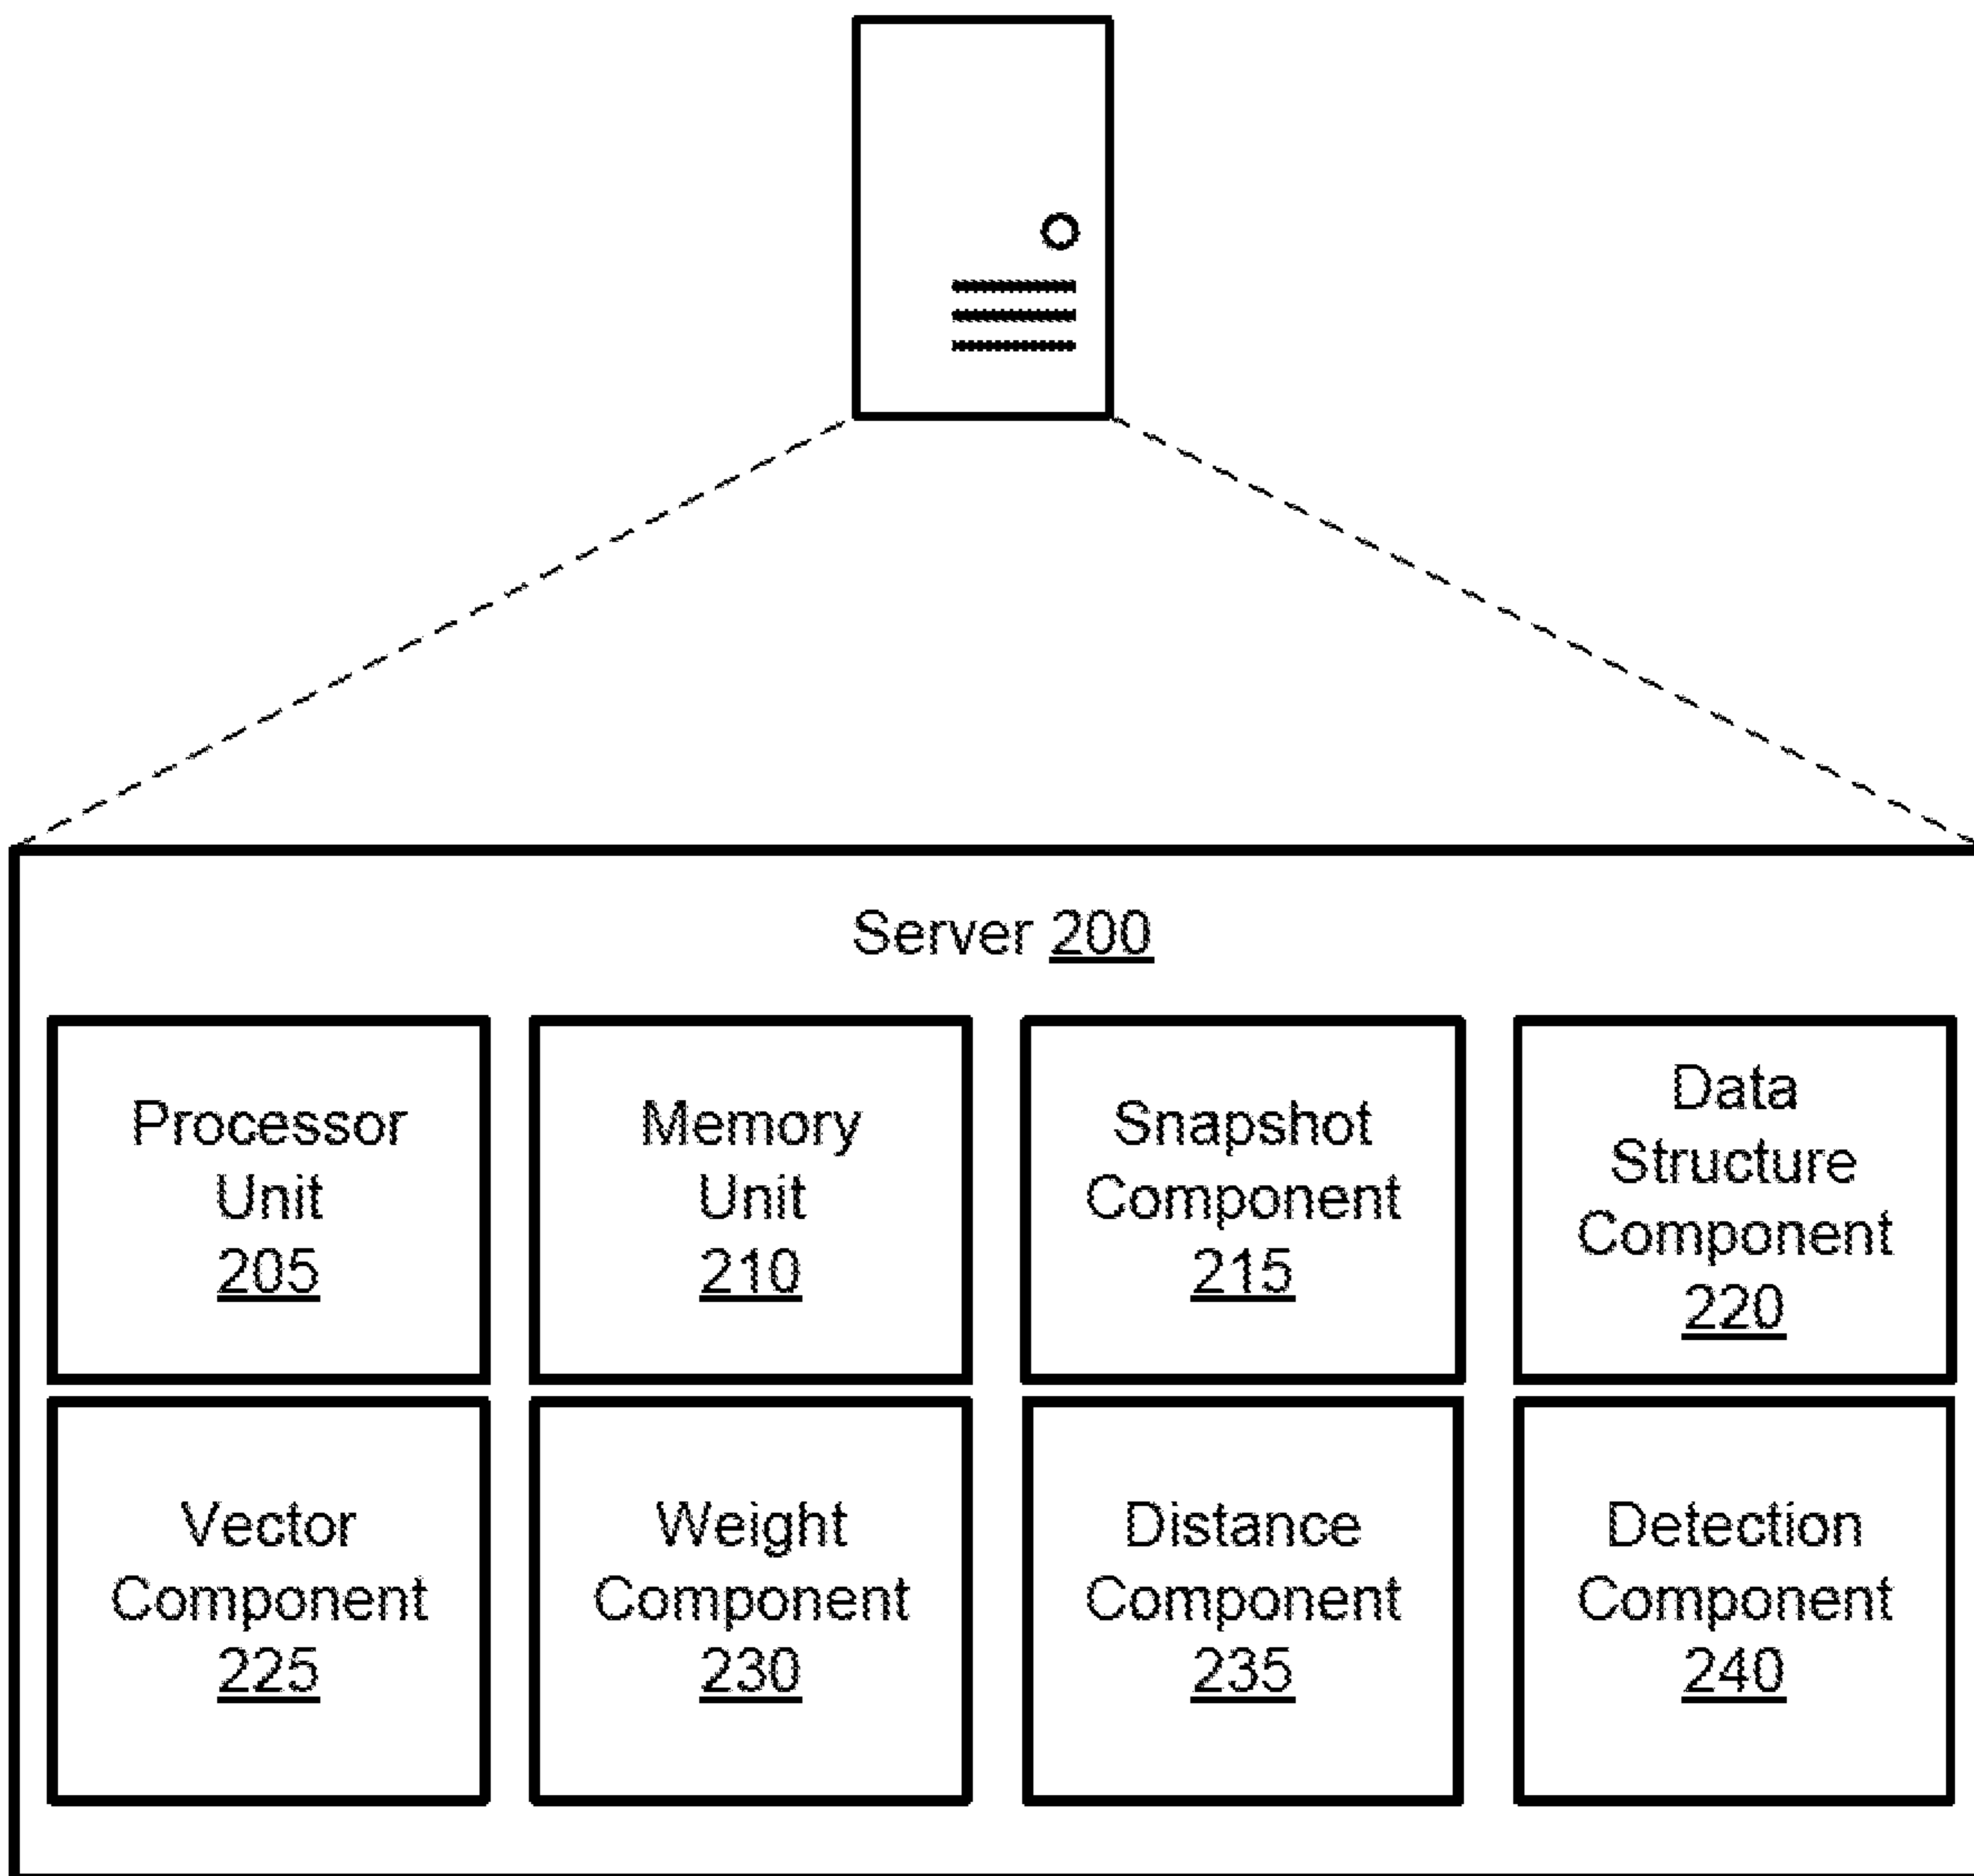 Server 200
Processor
Unit
205
Memory
Unit
210
Snapshot
Component
215
Data
Structure
Component
220
Vector
Component
225
Weight
Component
230
Distance
Component
235
Detection
Component
240